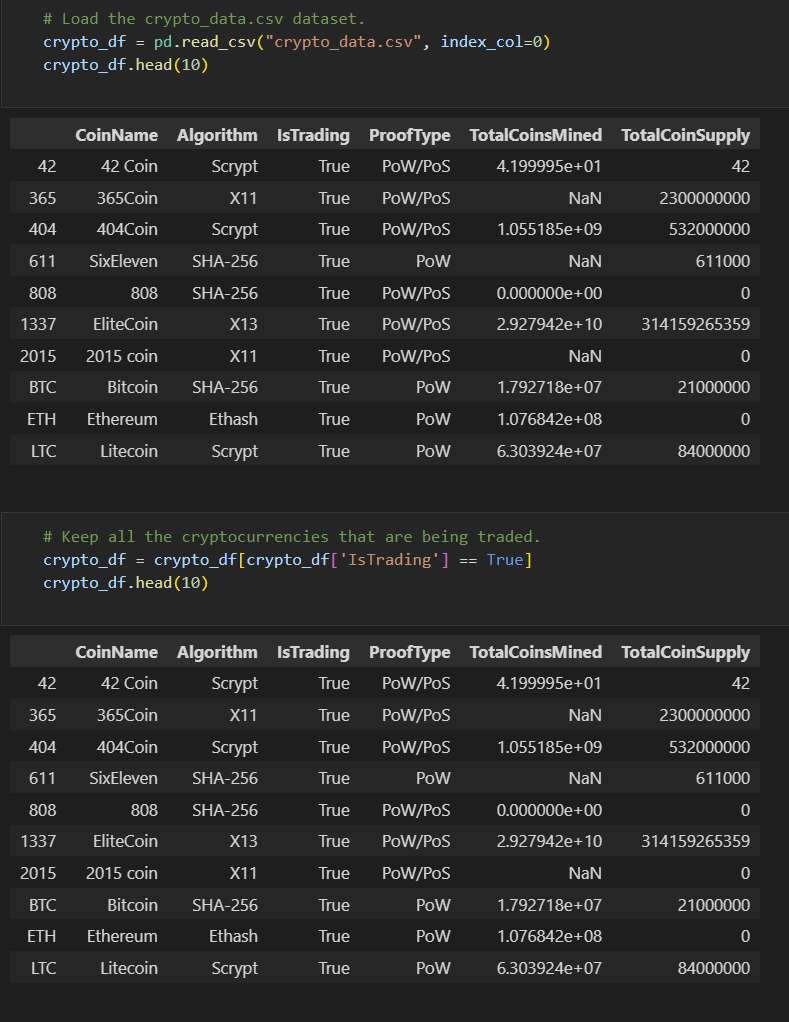 # Load the crypto_data.csv dataset.
crypto_df = pd.read_csv("crypto_data.csv", index_col=0)
crypto_df.head(10)
CoinName Algorithm IsTrading ProofType TotalCoinsMined TotalCoinSupply
42 42 Coin Scrypt True PoW/PoS 4.199995e+01 42
365 365Coin X11 True PoW/PoS NaN 2300000000
404 404Coin Scrypt True PoW/PoS 1.055185e+09 532000000
611 SixEleven SHA-256 True PoW NaN 611000
808 808 SHA-256 True PoW/PoS 0.000000e+00 0
1337 EliteCoin X13 True PoW/PoS 2.927942e+10 314159265359
2015 2015 coin X11 True PoW/PoS NaN 0
BTC Bitcoin SHA-256 True PoW 1.792718e+07 21000000
ETH Ethereum Ethash True PoW 1.076842e+08 0
LTC Litecoin Scrypt True PoW 6.303924e+07 84000000
# Keep all the cryptocurrencies that are being traded.
crypto_df = crypto_df[crypto_df['IsTrading'] == True]
crypto_df.head(10)
CoinName Algorithm IsTrading ProofType TotalCoinsMined TotalCoinSupply
42 42 Coin Scrypt True PoW/PoS 4.199995e+01 42
365 365Coin X11 True PoW/PoS NaN 2300000000
404 404Coin Scrypt True PoW/PoS 1.055185e+09 532000000
611 SixEleven SHA-256 True PoW NaN 611000
808 808 SHA-256 True PoW/PoS 0.000000e+00 0
1337 EliteCoin X13 True PoW/PoS 2.927942e+10 314159265359
2015 2015 coin X11 True PoW/PoS NaN 0
BTC Bitcoin SHA-256 True PoW 1.792718e+07 21000000
ETH Ethereum Ethash True PoW 1.076842e+08 0
LTC Litecoin Scrypt True PoW 6.303924e+07 84000000